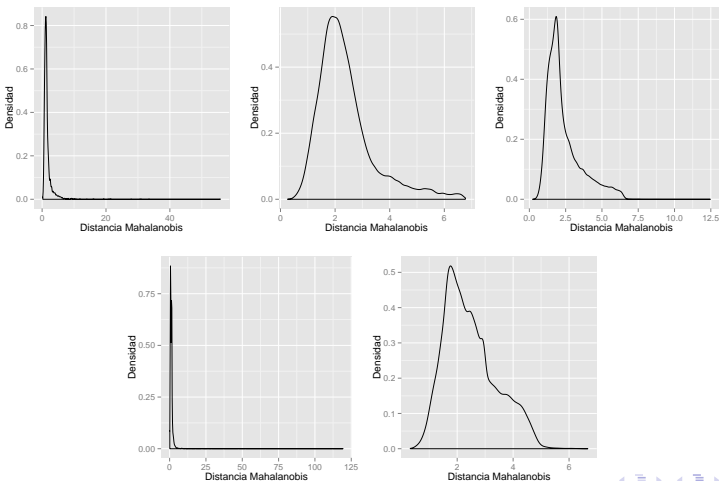 Densidad
0.8
0.6
0.4
0.2
0.0
0 20 40
Distancia Mahalanobis
Densidad
0.4
0.2
0.0
0 2 4 6
Distancia Mahalanobis
Densidad
0.6
0.4
0.2
0.0
0.0 2.5 5.0 7.5 10.0 12.5
Distancia Mahalanobis
Densidad
0.75
0.50
0.25
0.00
0 25 50 75 100 125
Distancia Mahalanobis
Densidad
0.5
0.4
0.3
0.2
0.1
0.0
2 4 6
Distancia Mahalanobis